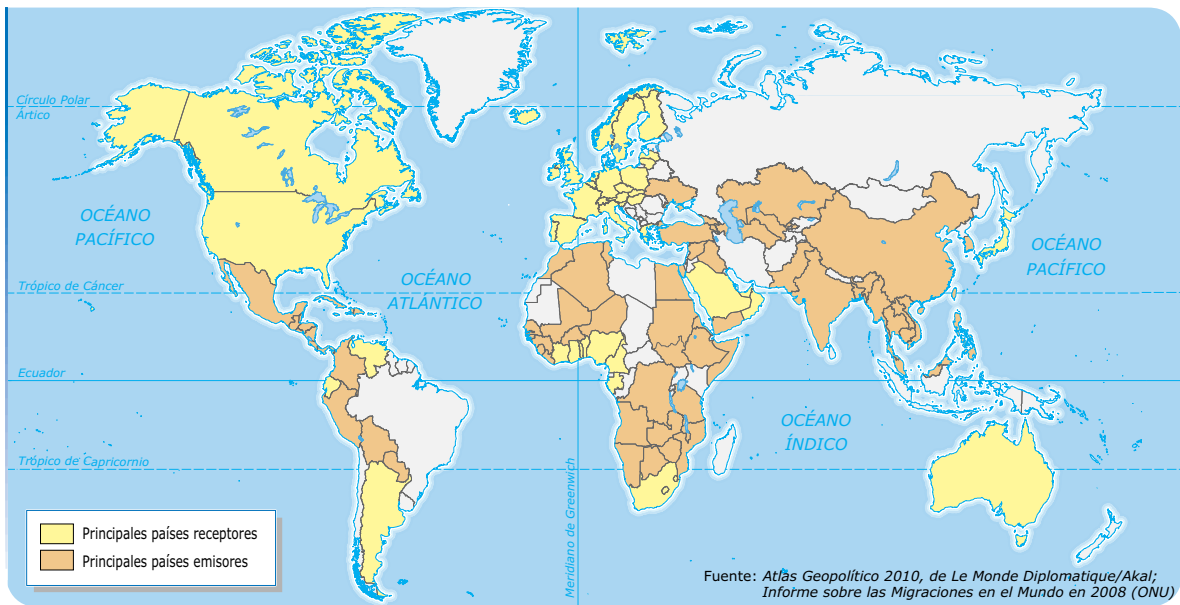 Círculo Polar
Ártico
OCÉANO
PACÍFICO
OCÉANO
ATLÁNTICO
OCÉANO
PACÍFICO
Trópico de Cáncer
Ecuador
OCÉANO
ÍNDICO
Trópico de Capricornio
Meridiano de Greenwich
Principales países receptores
Principales países emisores
Fuente: Atlas Geopolítico 2010, de Le Monde Diplomatique/Akal;
Informe sobre las Migraciones en el Mundo en 2008 (ONU)